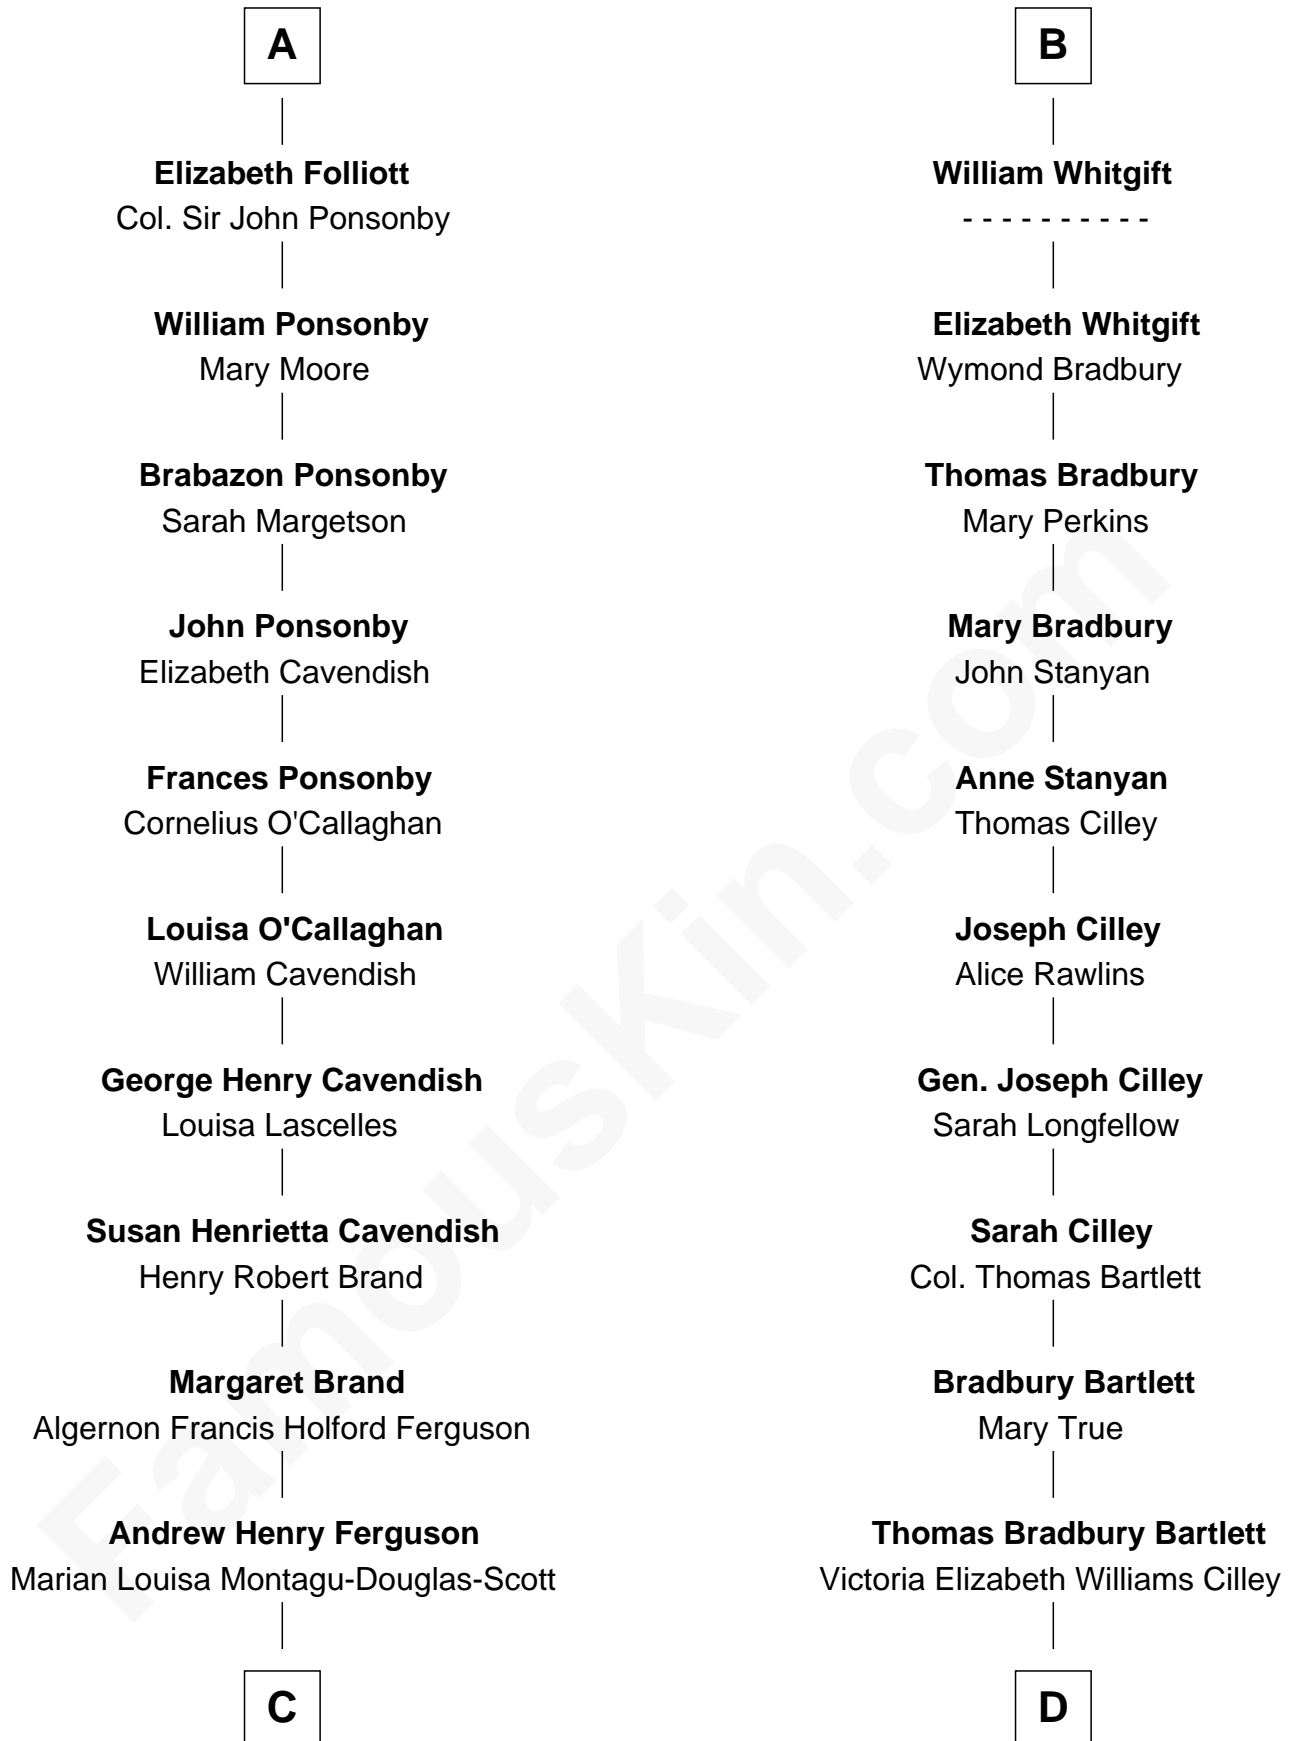 A
Elizabeth Folliott
Col. Sir John Ponsonby
William Ponsonby
Mary Moore
Brabazon Ponsonby
Sarah Margetson
John Ponsonby
Elizabeth Cavendish
Frances Ponsonby
Cornelius O'Callaghan
Louisa O'Callaghan
William Cavendish
George Henry Cavendish
Louisa Lascelles
Susan Henrietta Cavendish
Henry Robert Brand
Margaret Brand
Algernon Francis Holford Ferguson
Andrew Henry Ferguson
Marian Louisa Montagu-Douglas-Scott
C
B
William Whitgift
- - - - - - - - - -
Elizabeth Whitgift
Wymond Bradbury
Thomas Bradbury
Mary Perkins
Mary Bradbury
John Stanyan
Anne Stanyan
Thomas Cilley
Joseph Cilley
Alice Rawlins
Gen. Joseph Cilley
Sarah Longfellow
Sarah Cilley
Col. Thomas Bartlett
Bradbury Bartlett
Mary True
Thomas Bradbury Bartlett
Victoria Elizabeth Williams Cilley
D
FamousKin.com